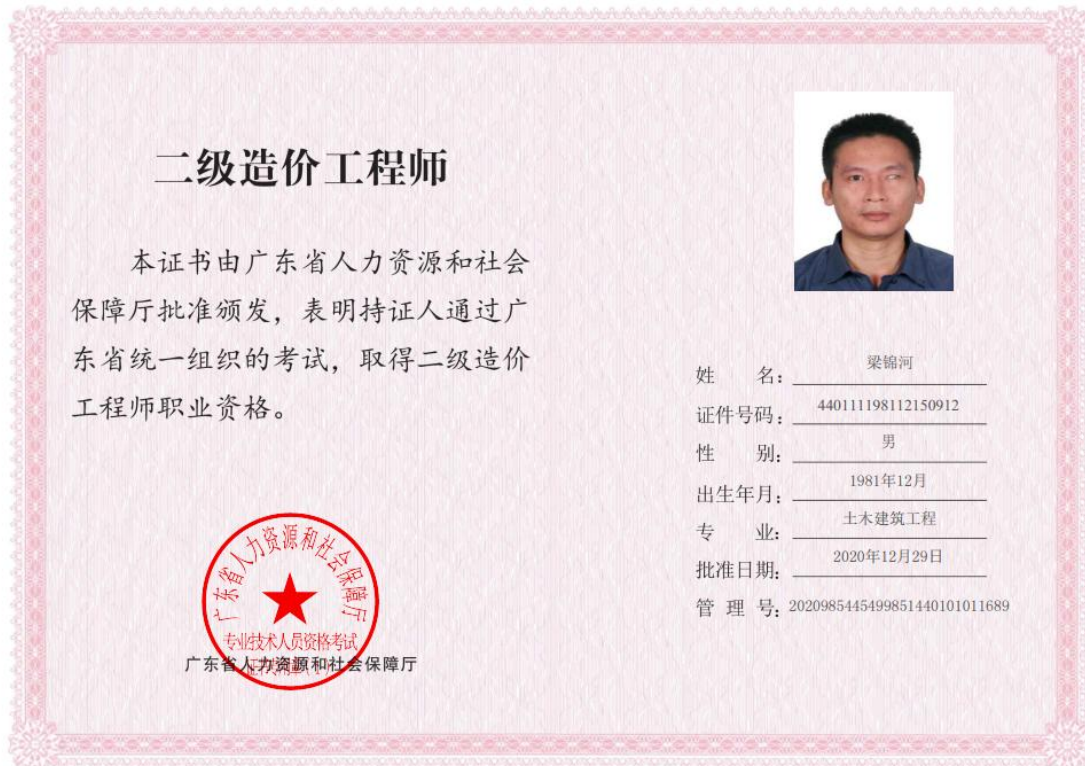 二级造价工程师
本证书由广东省人力资源和社会
保障厅批准颁发，表明持证人通过广
东省统一组织的考试，取得二级造价
工程师职业资格。
姓 名：梁锦河
证件号码：440111198112150912
性 别：男
出生年月：1981年12月
专 业：土木建筑工程
批准日期：2020年12月29日
管 理 号：20209854454998514401010​11689
广东省人力资源和社会保障厅
专业技术人员资格考试
广东省人力资源和社会保障厅